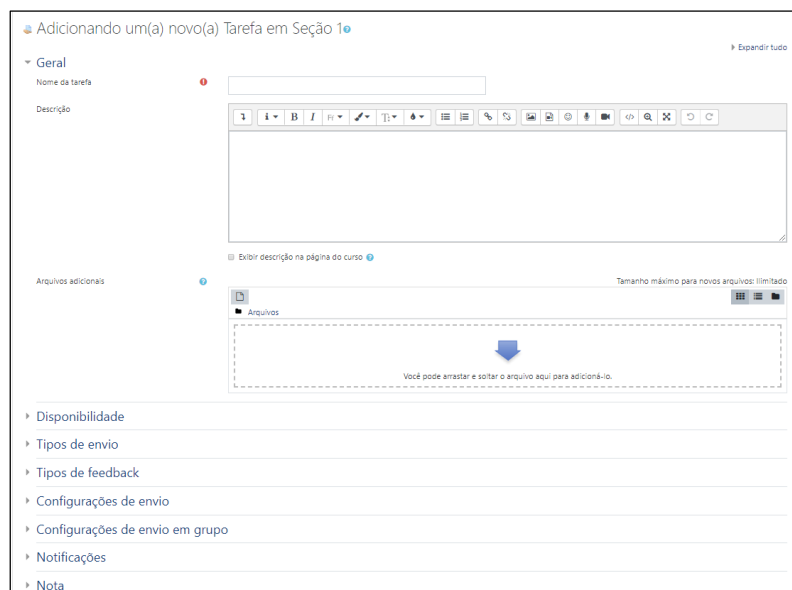 Adicionando um(a) novo(a) Tarefa em Seção 1
Expandir tudo
Geral
Nome da tarefa
Descrição
Exibir descrição na página do curso
Arquivos adicionais
Tamanho máximo para novos arquivos: Ilimitado
Arquivos
Você pode arrastar e soltar o arquivo aqui para adicioná-lo.
Disponibilidade
Tipos de envio
Tipos de feedback
Configurações de envio
Configurações de envio em grupo
Notificações
Nota